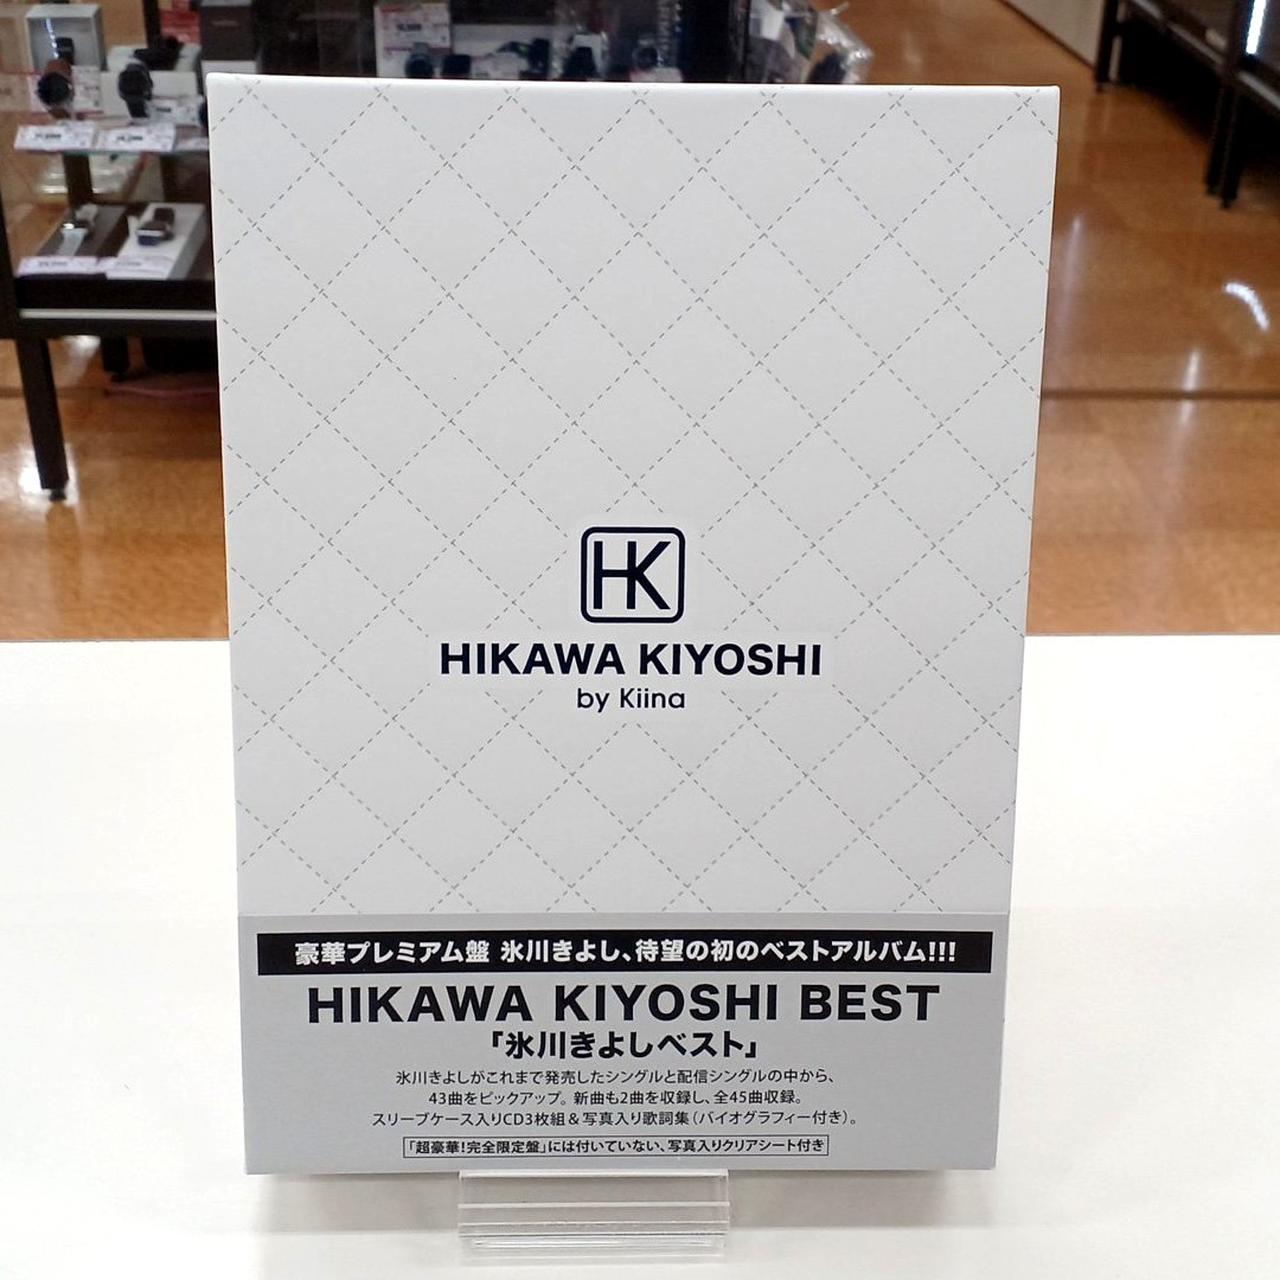 HK
HIKAWA KIYOSHI
by Kiina
豪華プレミアム盤 氷川きよし、待望の初のベストアルバム!!!
HIKAWA KIYOSHI BEST
「氷川きよしベスト」
氷川きよしがこれまで発売したシングルと配信シングルの中から、
43曲をピックアップ。新曲も2曲を収録し、全45曲収録。
スリーブケース入りCD3枚組＆写真入り歌詞集（バイオグラフィー付き）。
「超豪華!完全限定盤」には付いていない、写真入りクリアシート付き